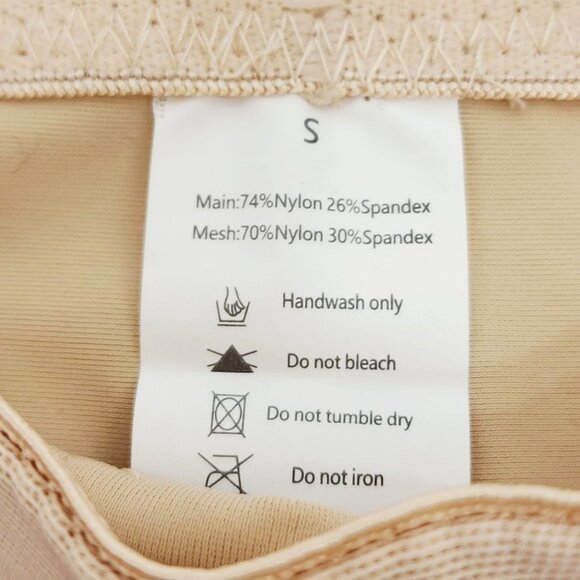 S
Main:74%Nylon 26%Spandex
Mesh:70%Nylon 30%Spandex
Handwash only
Do not bleach
Do not tumble dry
Do not iron